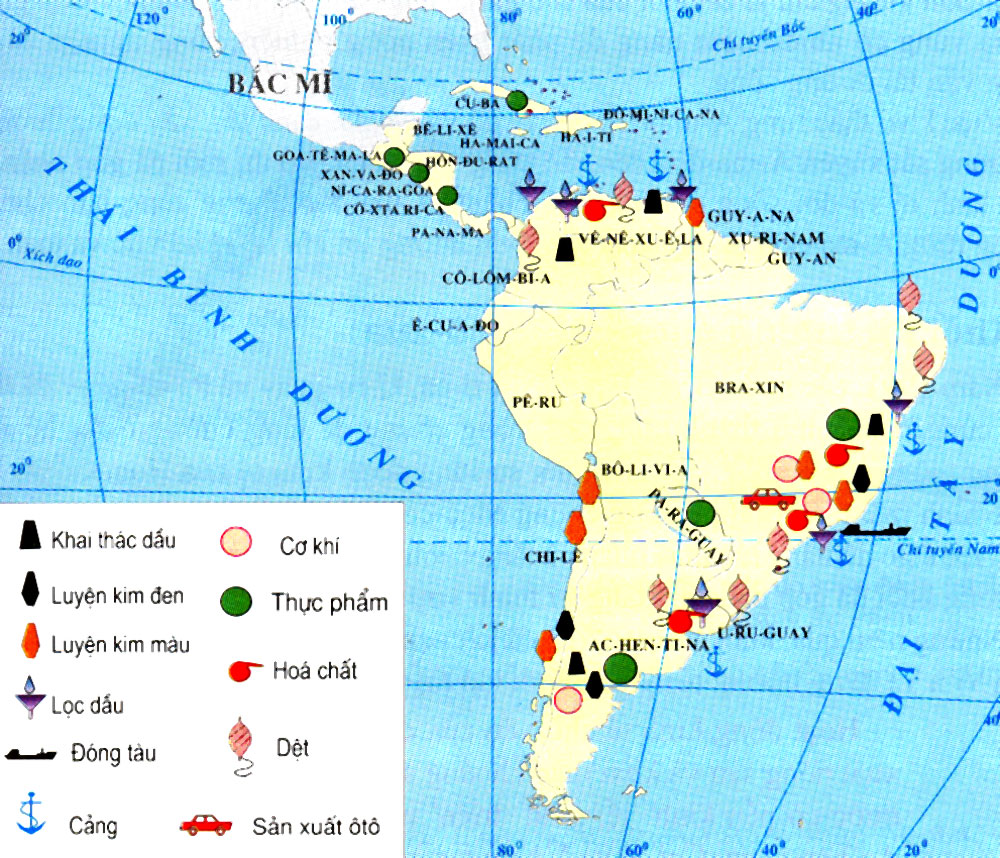 120°
100°
80°
60°
40°
20°
20°
Chí tuyến Bắc
BẮC MĨ
CU-BA
ĐÔ-MI-NI-CA-NA
BÊ-LI-XÊ
HA-I-TI
HA-MAI-CA
GOA-TÊ-MA-LA
HÔN-ĐU-RAT
XAN-VA-ĐO
NI-CA-RA-GOA
CÔ-XTA RI-CA
GUY-A-NA
PA-NA-MA
VÊ-NÊ-XU-Ê-LA
XU-RI-NAM
GUY-AN
CÔ-LÔM-BI-A
0°
Xích đạo
0°
THÁI BÌNH DƯƠNG
Ê-CU-A-ĐO
BRA-XIN
PÊ-RU
BÔ-LI-VI-A
20°
20°
PA-RA-GUAY
CHI-LÊ
Chí tuyến Nam
ĐẠI TÂY DƯƠNG
U-RU-GUAY
AC-HEN-TI-NA
40°
80°
60°
40°
20°
Khai thác dầu
Luyện kim đen
Luyện kim màu
Lọc dầu
Đóng tàu
Cảng
Cơ khí
Thực phẩm
Hoá chất
Dệt
Sản xuất ôtô